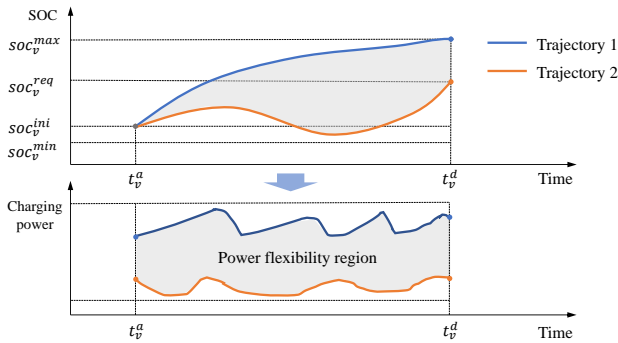 SOC
soc_v^max
Trajectory 1
Trajectory 2
soc_v^req
soc_v^ini
soc_v^min
t_v^a
t_v^d
Time
Charging
power
Power flexibility region
t_v^a
t_v^d
Time